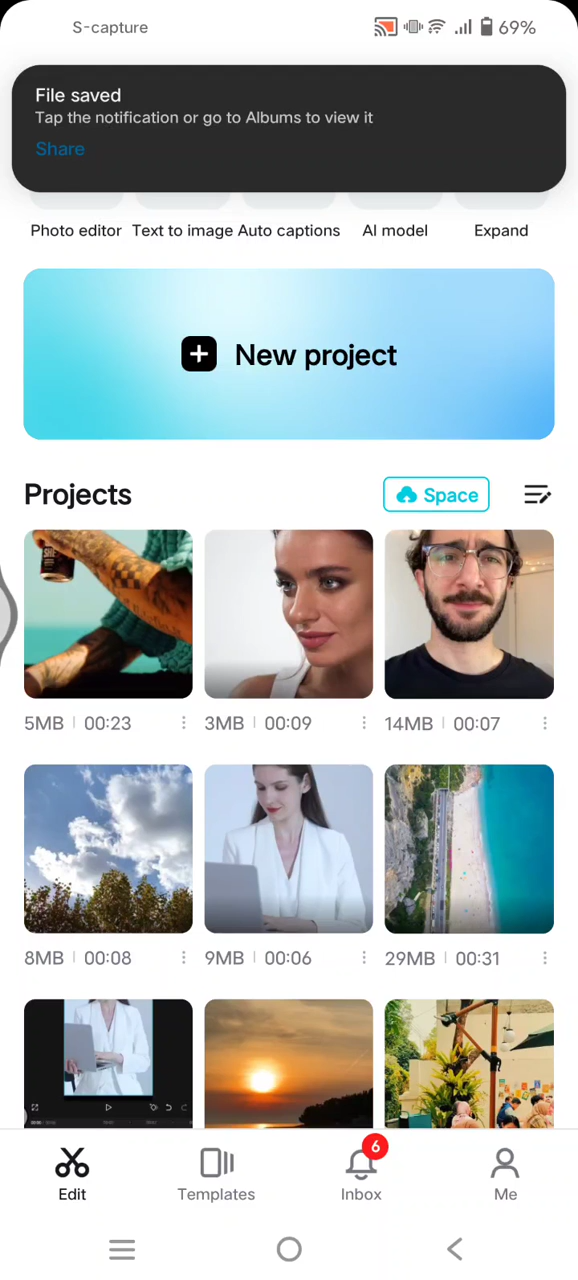 S-capture
69%
File saved
Tap the notification or go to Albums to view it
Share
Photo editor
Text to image
Auto captions
AI model
Expand
New project
Projects
Space
5MB 00:23
3MB 00:09
14MB 00:07
8MB 00:08
9MB 00:06
29MB 00:31
6
Edit
Templates
Inbox
Me